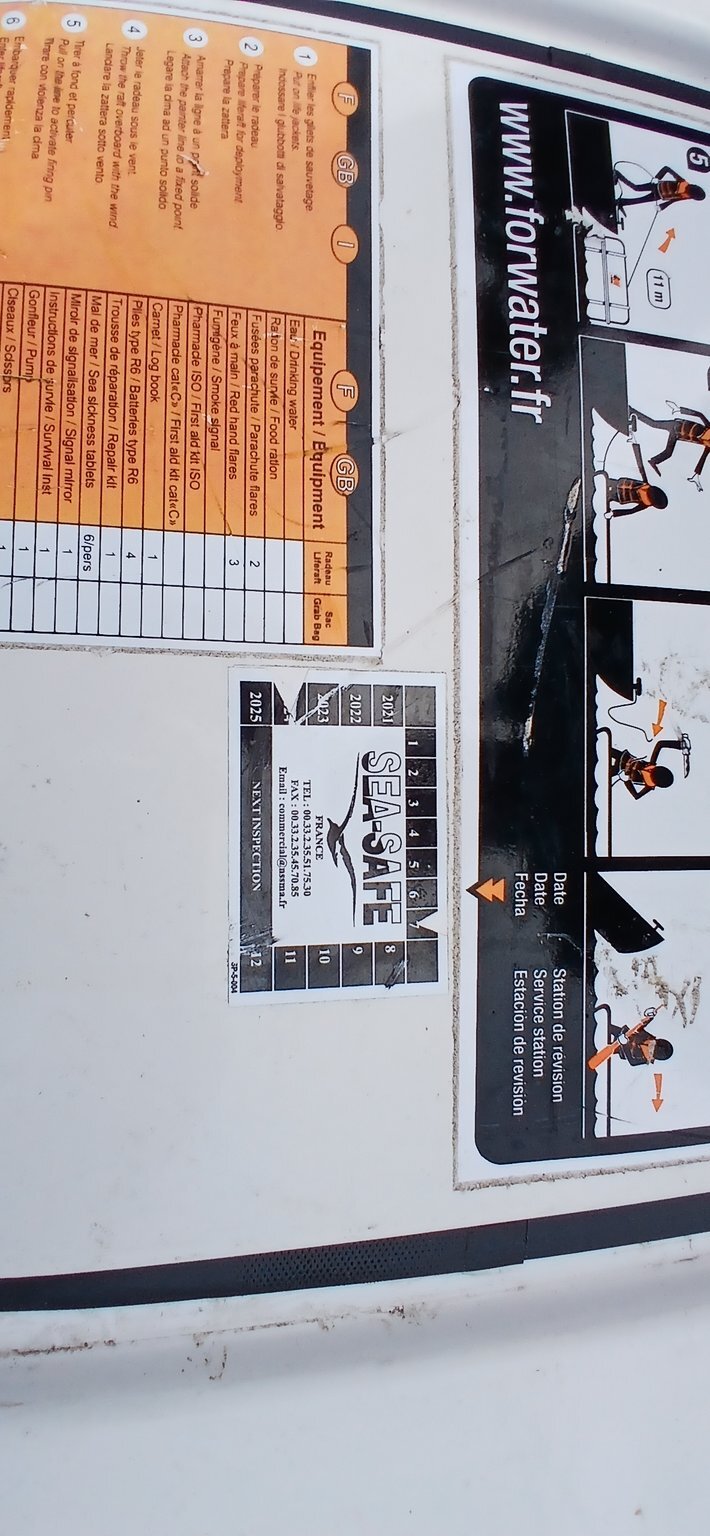 5
11 m
www.forwater.fr
Date
Date
Fecha
Station de révision
Service station
Estación de revisión
F GB I
1 Enfiler les gilets de sauvetage
Put on life jackets
Indossare i giubbotti di salvataggio
2 Préparer le radeau
Prepare liferaft for deployment
Prepare la zattera
3 Amarrer la ligne à un point solide
Attach the painter line to a fixed point
Legare la cima ad un punto solido
4 Jeter le radeau sous le vent
Throw the raft overboard with the wind
Lanciare la zattera sotto vento
5 Tirer à fond et perculer
Pull on the line to activate firing pin
Tirare con violenza la cima
6 Embarquer rapidement
F GB
Equipement / Equipment
Radeau Liferaft
Sac Grab Bag
Eau / Drinking water
Ration de survie / Food ration
Fusées parachute / Parachute flares 2
Feux à main / Red hand flares 3
Fumigène / Smoke signal
Pharmacie ISO / First aid kit ISO
Pharmacie cat«C» / First aid kit cat«C»
Carnet / Log book 1
Piles type R6 / Batteries type R6 4
Trousse de réparation / Repair kit 1
Mal de mer / Sea sickness tablets 6/pers
Miroir de signalisation / Signal mirror 1
Instructions de survie / Survival inst 1
Gonfleur / Pump 1
Ciseaux / Scissors 1
1 2 3 4 5 6 7
2021 8
2022 9
2023 10
11
2025 NEXT INSPECTION 12
SEA-SAFE
FRANCE
TEL : 00.33.2.35.51.75.30
FAX : 00.33.2.35.45.70.85
Email : commercial@nssma.fr
3P-5-004